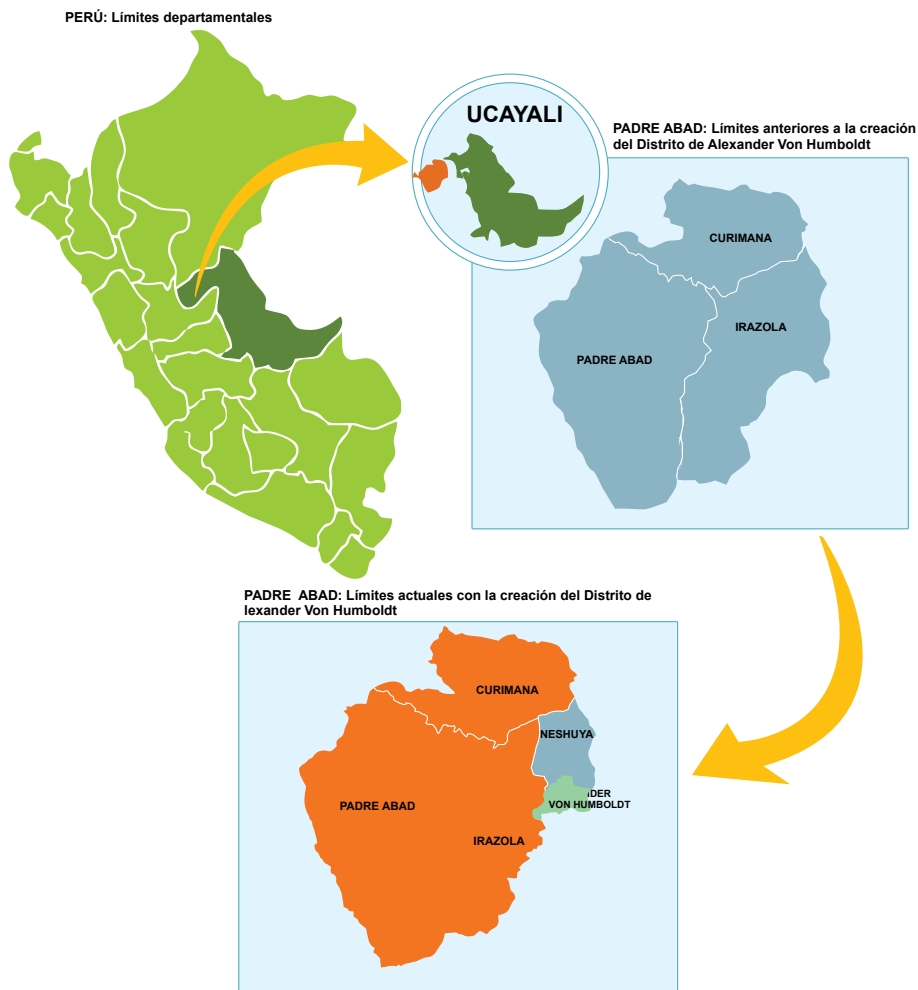 PERÚ: Límites departamentales
UCAYALI
PADRE ABAD: Límites anteriores a la creación
del Distrito de Alexander Von Humboldt
CURIMANA
IRAZOLA
PADRE ABAD
PADRE ABAD: Límites actuales con la creación del Distrito de
lexander Von Humboldt
CURIMANA
NESHUYA
DER
VON HUMBOLDT
PADRE ABAD
IRAZOLA